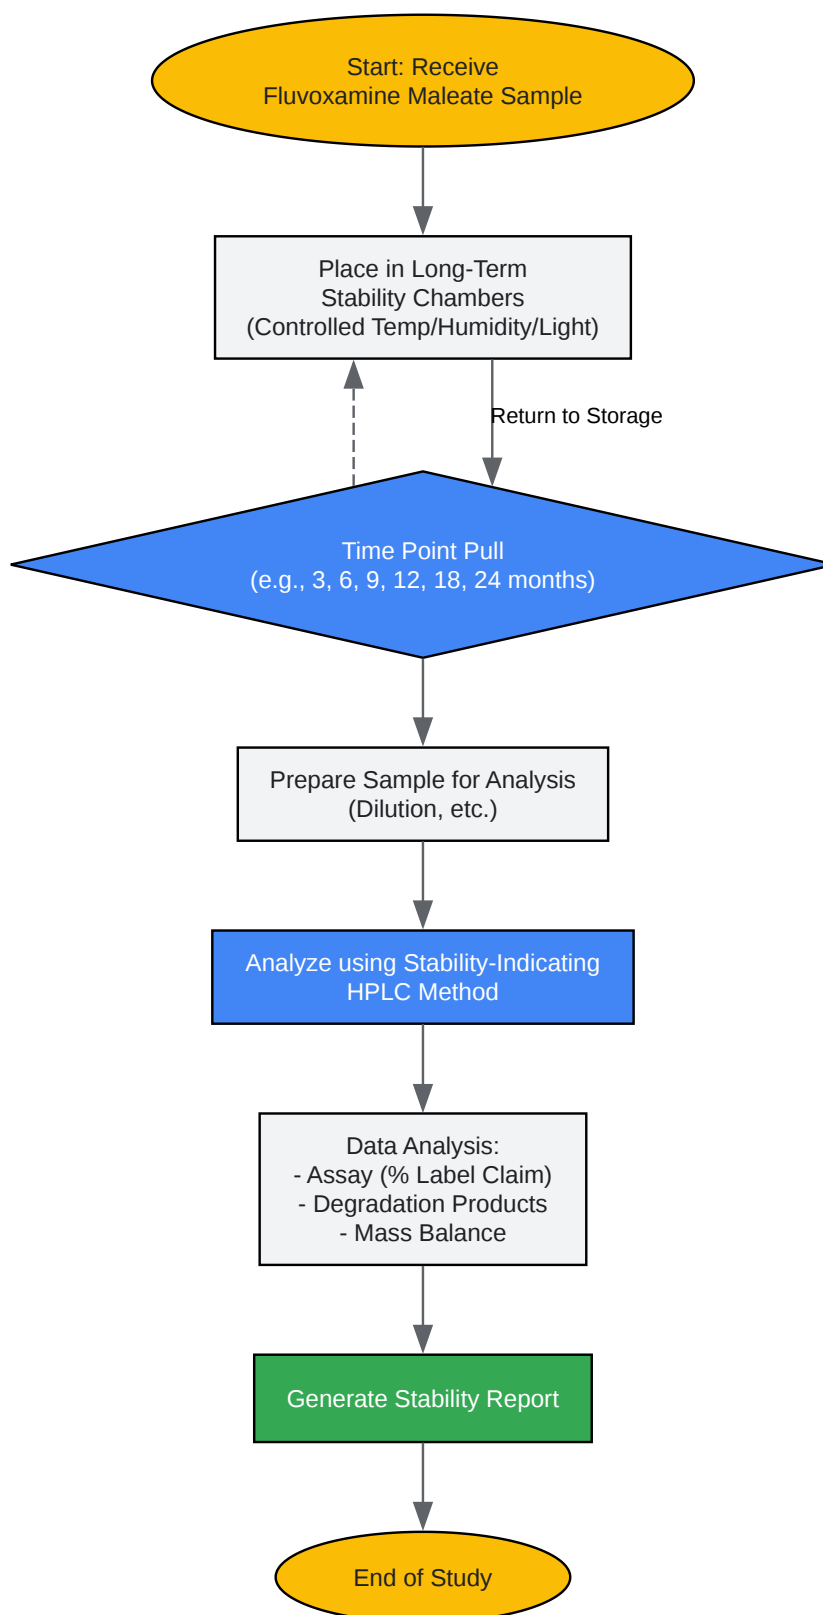 Start: Receive
Fluvoxamine Maleate Sample
Place in Long-Term
Stability Chambers
(Controlled Temp/Humidity/Light)
Return to Storage
Time Point Pull
(e.g., 3, 6, 9, 12, 18, 24 months)
Prepare Sample for Analysis
(Dilution, etc.)
Analyze using Stability-Indicating
HPLC Method
Data Analysis:
- Assay (% Label Claim)
- Degradation Products
- Mass Balance
Generate Stability Report
End of Study